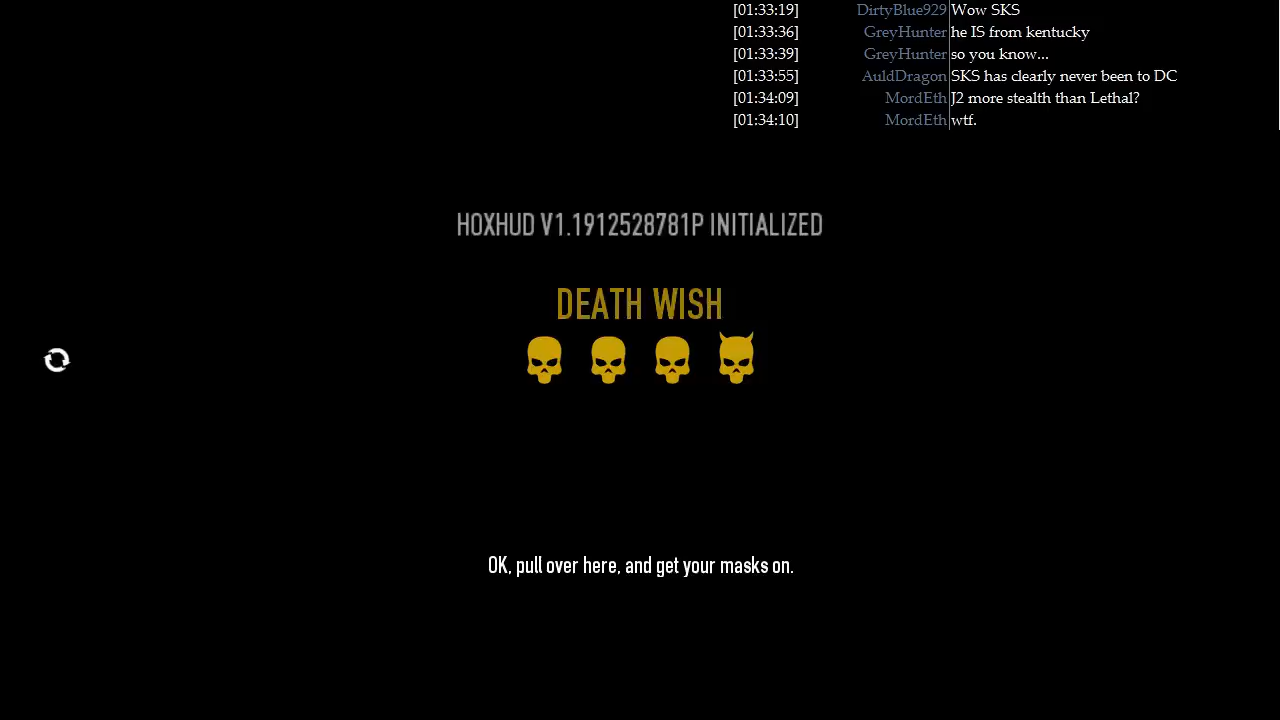 [01:33:19] DirtyBlue929 Wow SKS
[01:33:36] GreyHunter he IS from kentucky
[01:33:39] GreyHunter so you know...
[01:33:55] AuldDragon SKS has clearly never been to DC
[01:34:09] MordEth J2 more stealth than Lethal?
[01:34:10] MordEth wtf.
HOXHUD V1.1912528781P INITIALIZED
DEATH WISH
OK, pull over here, and get your masks on.